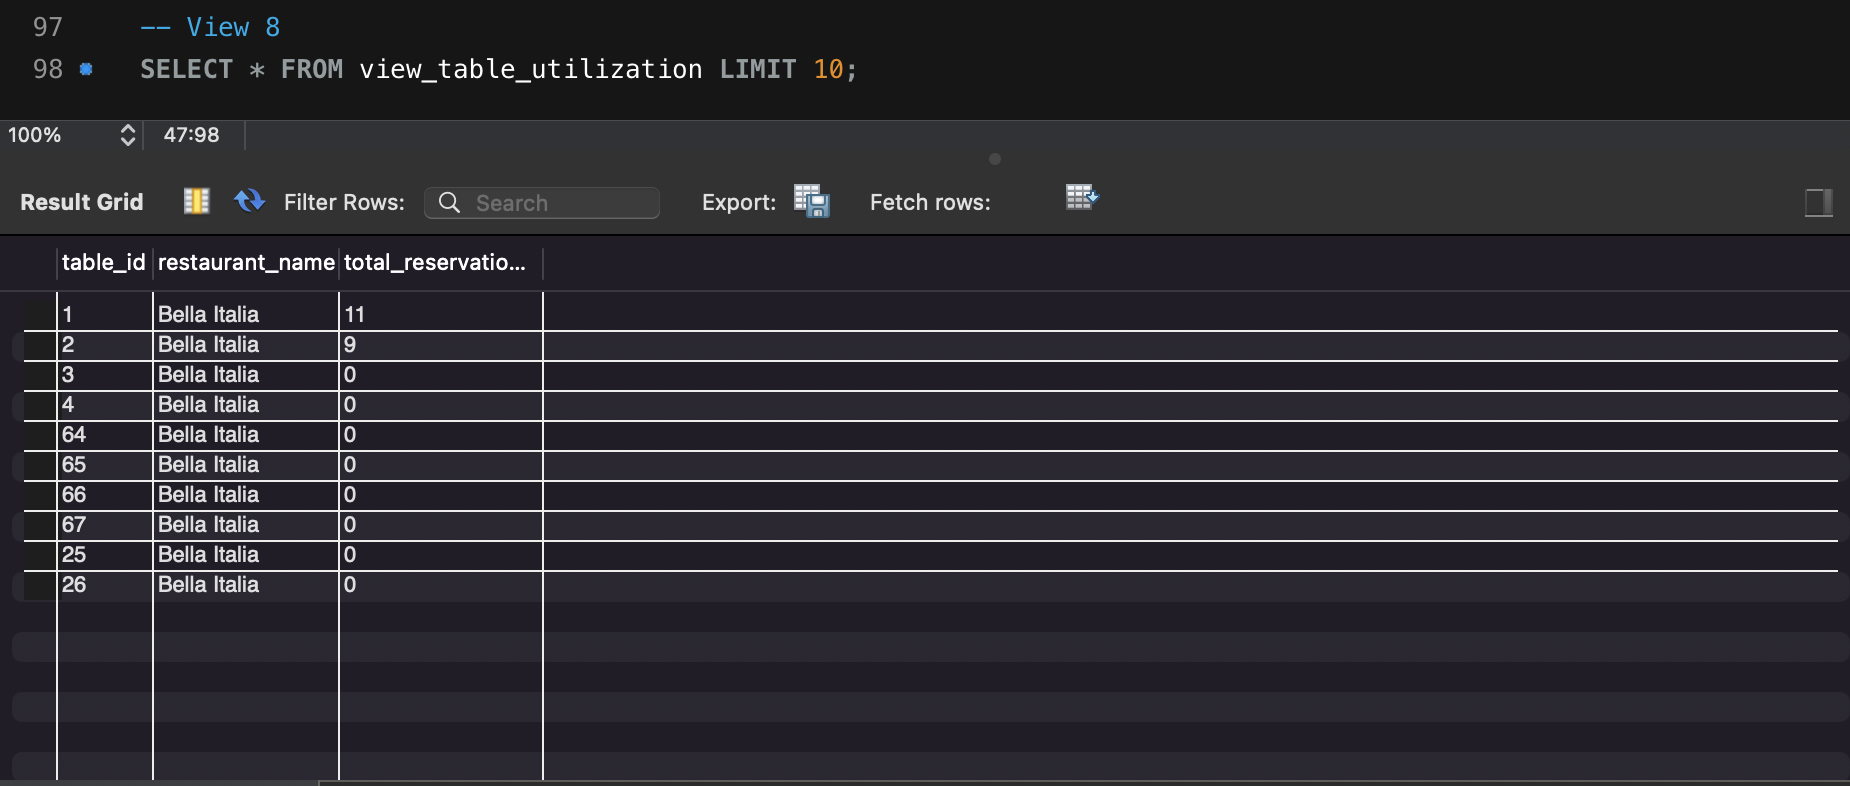 97 -- View 8
98 SELECT * FROM view_table_utilization LIMIT 10;
100% 47:98
Result Grid Filter Rows: Search Export: Fetch rows:
table_id restaurant_name total_reservatio...
1 Bella Italia 11
2 Bella Italia 9
3 Bella Italia 0
4 Bella Italia 0
64 Bella Italia 0
65 Bella Italia 0
66 Bella Italia 0
67 Bella Italia 0
25 Bella Italia 0
26 Bella Italia 0